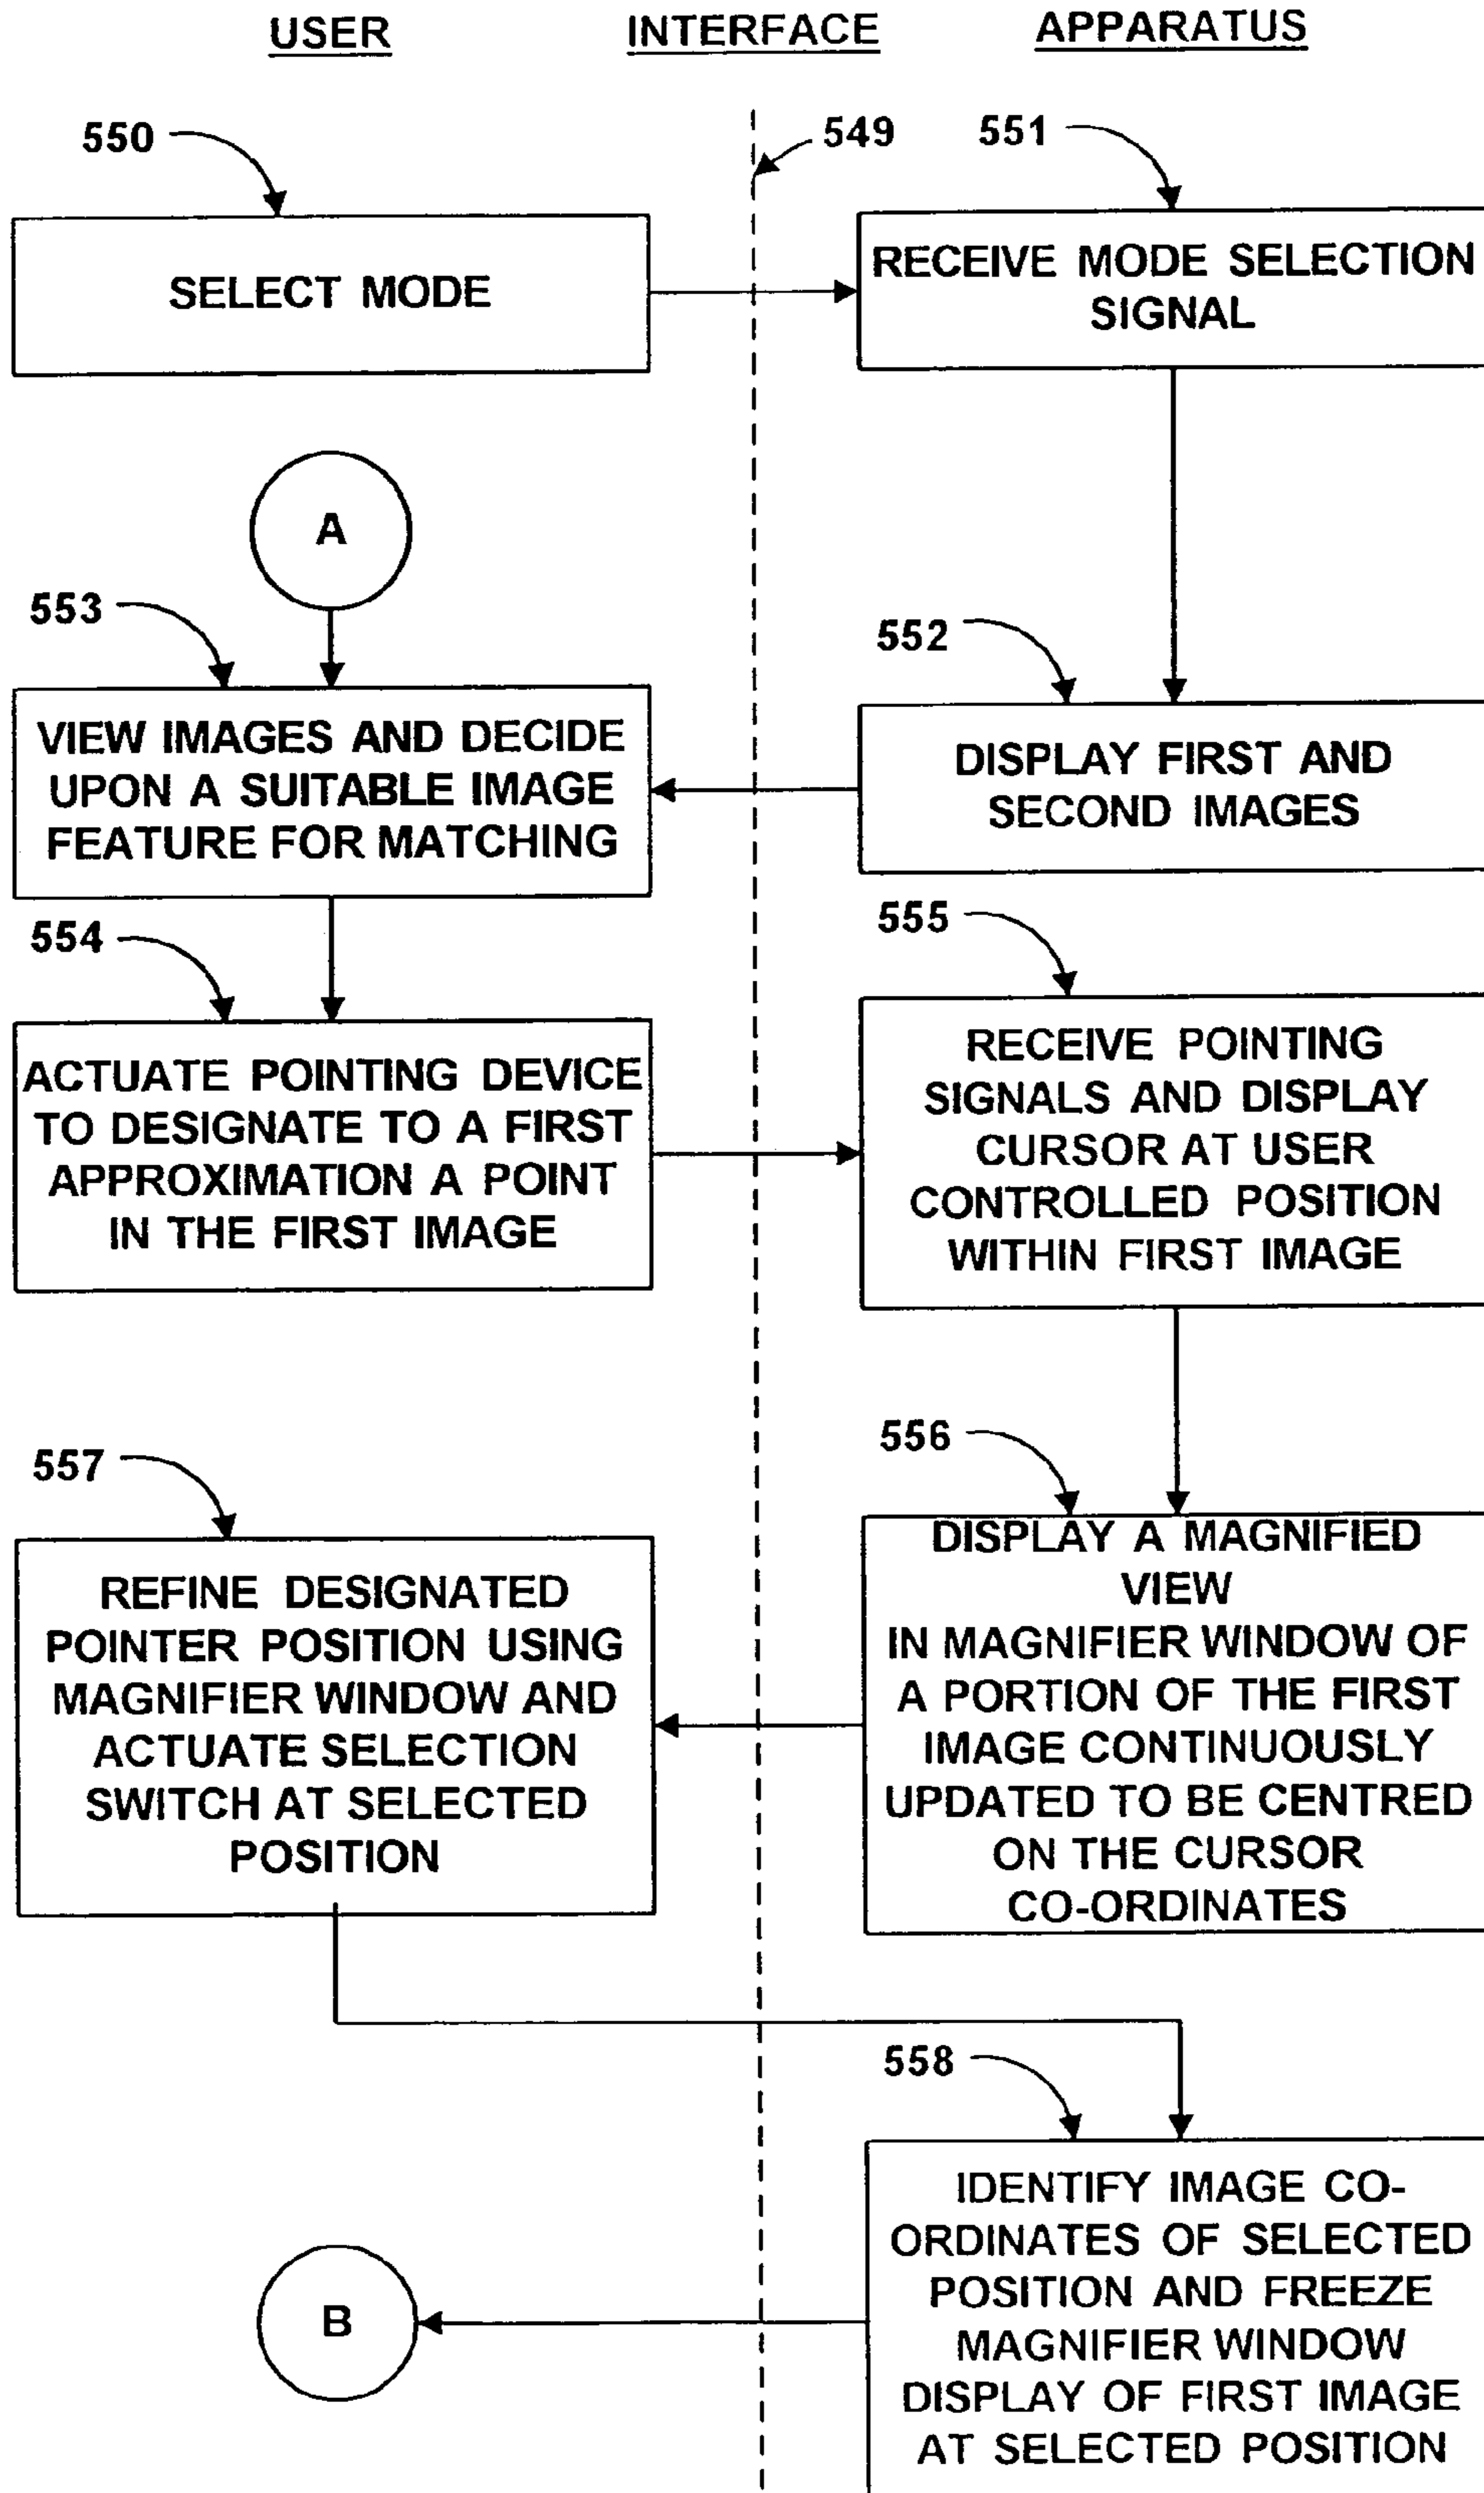 USER
INTERFACE
APPARATUS
550
549
551
SELECT MODE
RECEIVE MODE SELECTION
SIGNAL
A
553
552
VIEW IMAGES AND DECIDE
UPON A SUITABLE IMAGE
FEATURE FOR MATCHING
DISPLAY FIRST AND
SECOND IMAGES
554
555
ACTUATE POINTING DEVICE
TO DESIGNATE TO A FIRST
APPROXIMATION A POINT
IN THE FIRST IMAGE
RECEIVE POINTING
SIGNALS AND DISPLAY
CURSOR AT USER
CONTROLLED POSITION
WITHIN FIRST IMAGE
556
557
DISPLAY A MAGNIFIED
VIEW
IN MAGNIFIER WINDOW OF
A PORTION OF THE FIRST
IMAGE CONTINUOUSLY
UPDATED TO BE CENTRED
ON THE CURSOR
CO-ORDINATES
REFINE DESIGNATED
POINTER POSITION USING
MAGNIFIER WINDOW AND
ACTUATE SELECTION
SWITCH AT SELECTED
POSITION
558
IDENTIFY IMAGE CO-
ORDINATES OF SELECTED
POSITION AND FREEZE
MAGNIFIER WINDOW
DISPLAY OF FIRST IMAGE
AT SELECTED POSITION
B